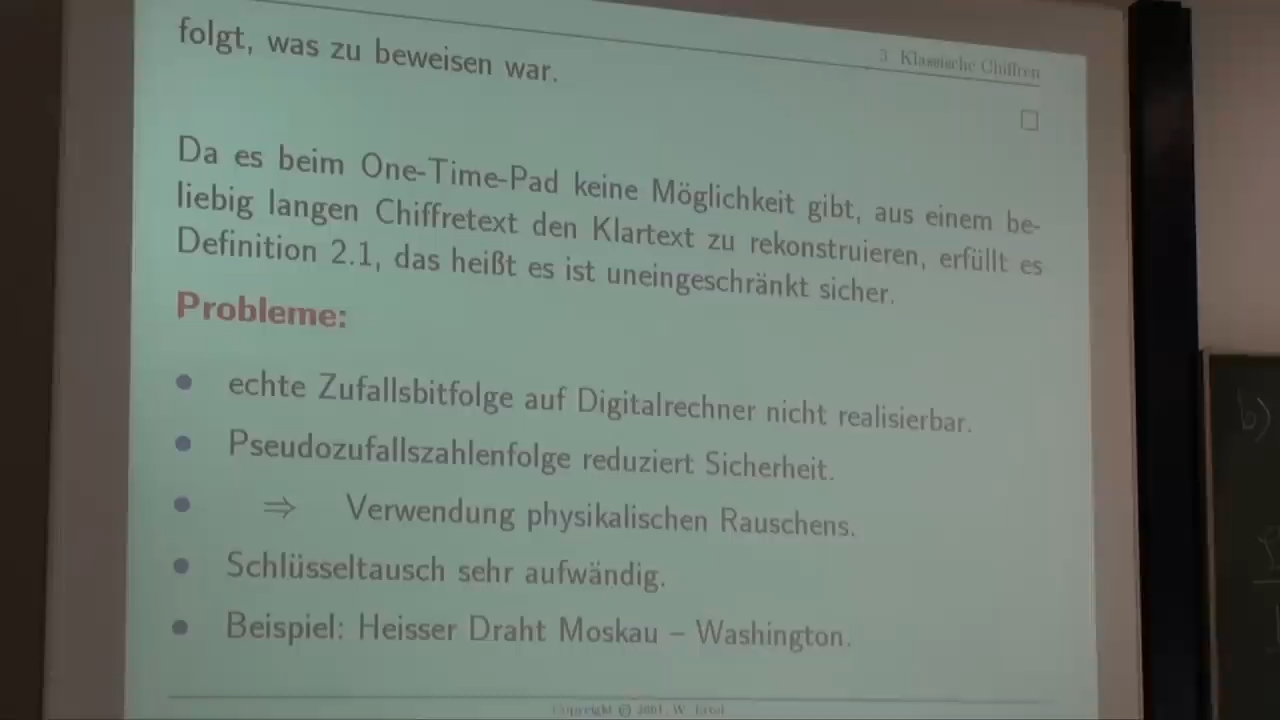 3 Klassische Chiffren
folgt, was zu beweisen war.
□
Da es beim One-Time-Pad keine Möglichkeit gibt, aus einem be-
liebig langen Chiffretext den Klartext zu rekonstruieren, erfüllt es
Definition 2.1, das heißt es ist uneingeschränkt sicher.
Probleme:
• echte Zufallsbitfolge auf Digitalrechner nicht realisierbar.
• Pseudozufallszahlenfolge reduziert Sicherheit.
• ⇒ Verwendung physikalischen Rauschens.
• Schlüsseltausch sehr aufwändig.
• Beispiel: Heisser Draht Moskau – Washington.
Copyright © 2001, W. Ertel
b)